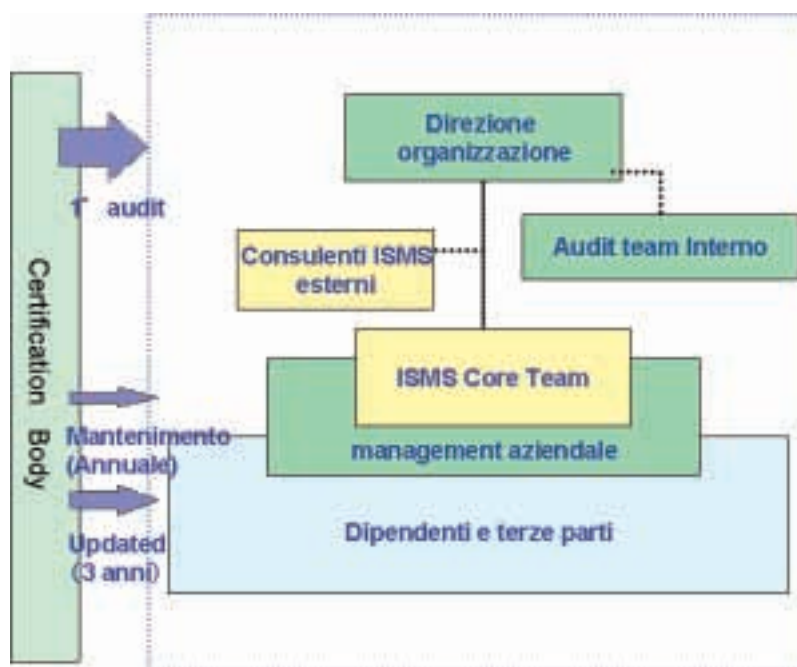 Certification Body
1° audit
Mantenimento
(Annuale)
Updated
(3 anni)
Direzione
organizzazione
Audit team Interno
Consulenti ISMS
esterni
ISMS Core Team
management aziendale
Dipendenti e terze parti